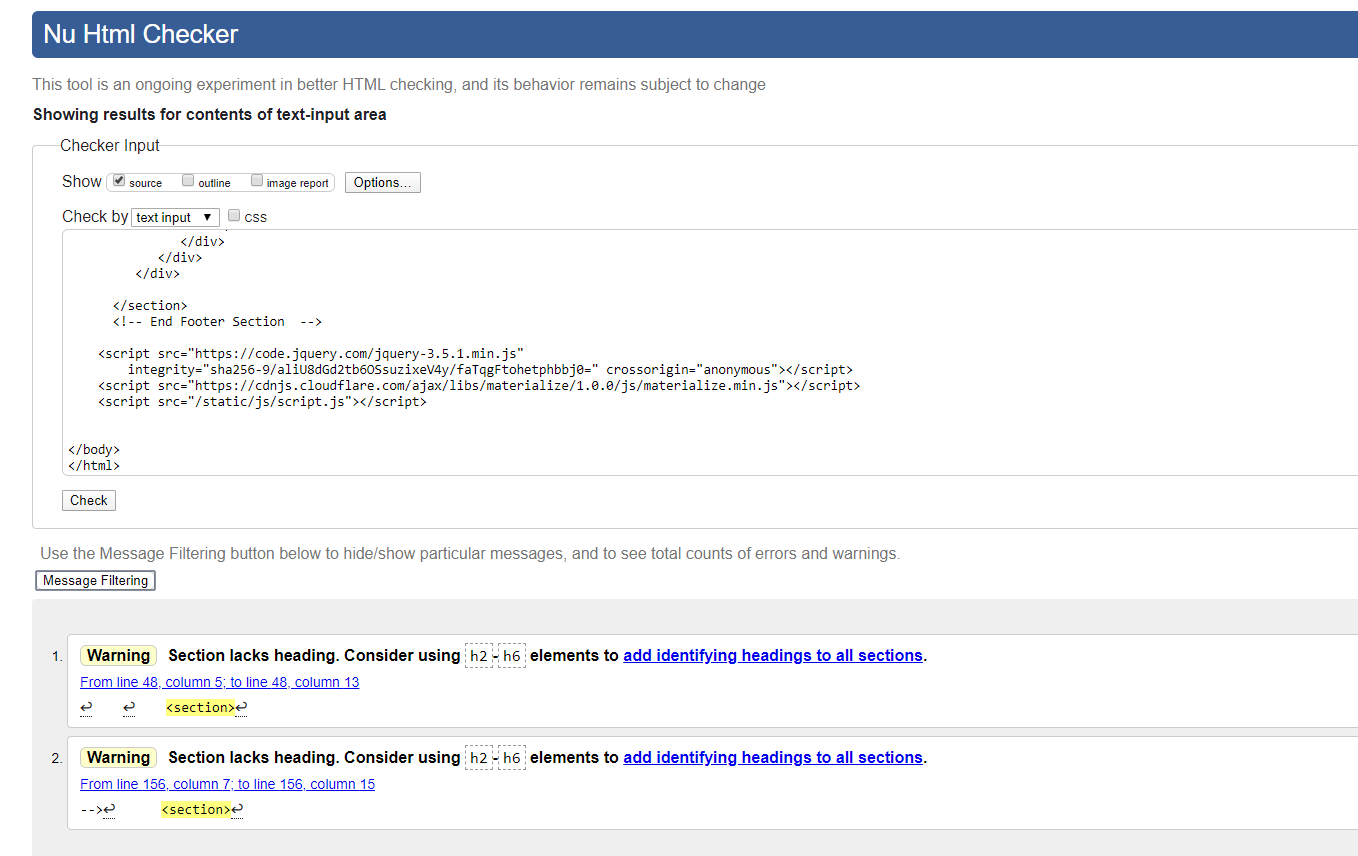 Nu Html Checker
This tool is an ongoing experiment in better HTML checking, and its behavior remains subject to change
Showing results for contents of text-input area
Checker Input
Show source outline image report Options...
Check by text input ▼ css
</div>
</div>
</div>
</section>
<!-- End Footer Section  -->
<script src="https://code.jquery.com/jquery-3.5.1.min.js"
integrity="sha256-9/aliU8dGd2tb6OSsuzixeV4y/faTqgFtohetphbbj0=" crossorigin="anonymous"></script>
<script src="https://cdnjs.cloudflare.com/ajax/libs/materialize/1.0.0/js/materialize.min.js"></script>
<script src="/static/js/script.js"></script>
</body>
</html>
Check
Use the Message Filtering button below to hide/show particular messages, and to see total counts of errors and warnings.
Message Filtering
1. Warning Section lacks heading. Consider using h2-h6 elements to add identifying headings to all sections.
From line 48, column 5; to line 48, column 13
↩ ↩ <section>↩
2. Warning Section lacks heading. Consider using h2-h6 elements to add identifying headings to all sections.
From line 156, column 7; to line 156, column 15
-->↩ <section>↩